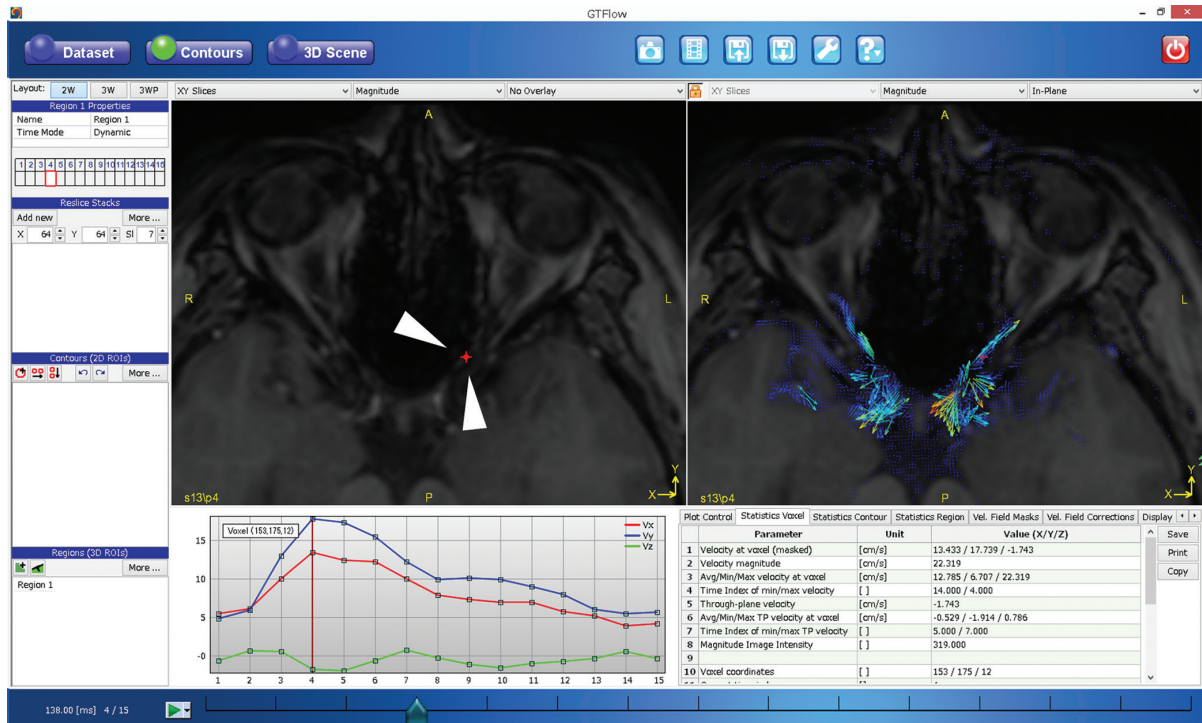 GTFlow
Dataset Contours 3D Scene
Layout: 2W 3W 3WP
XY Slices Magnitude No Overlay
XY Slices Magnitude In-Plane
Region 1 Properties
Name Region 1
Time Mode Dynamic
1 2 3 4 5 6 7 8 9 10 11 12 13 14 15
Reslice Stacks
Add new More ...
X 64 Y 64 Sl 7
Contours (2D ROIs)
More ...
Regions (3D ROIs)
More ...
Region 1
A
R
L
P
s13\p4
Y
X
A
R
L
P
s13\p4
Y
X
Voxel (153,175,12)
Vx
Vy
Vz
15
10
5
-0
1 2 3 4 5 6 7 8 9 10 11 12 13 14 15
Plot Control Statistics Voxel Statistics Contour Statistics Region Vel. Field Masks Vel. Field Corrections Display
Parameter Unit Value (X/Y/Z)
1 Velocity at voxel (masked) [cm/s] 13.433 / 17.739 / -1.743
2 Velocity magnitude [cm/s] 22.319
3 Avg/Min/Max velocity at voxel [cm/s] 12.785 / 6.707 / 22.319
4 Time Index of min/max velocity [ ] 14.000 / 4.000
5 Through-plane velocity [cm/s] -1.743
6 Avg/Min/Max TP velocity at voxel [cm/s] -0.529 / -1.914 / 0.786
7 Time Index of min/max TP velocity [ ] 5.000 / 7.000
8 Magnitude Image Intensity [ ] 319.000
9
10 Voxel coordinates [ ] 153 / 175 / 12
Save
Print
Copy
138.00 [ms] 4 / 15